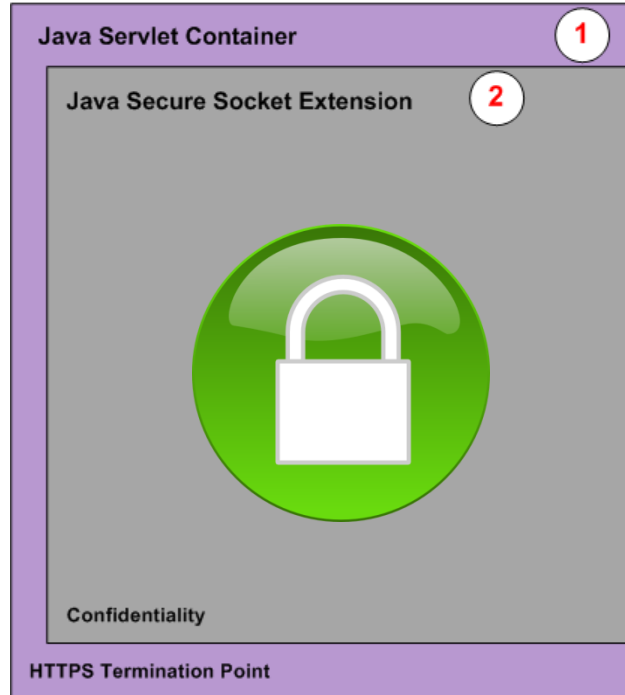 Java Servlet Container
1
Java Secure Socket Extension
2
Confidentiality
HTTPS Termination Point